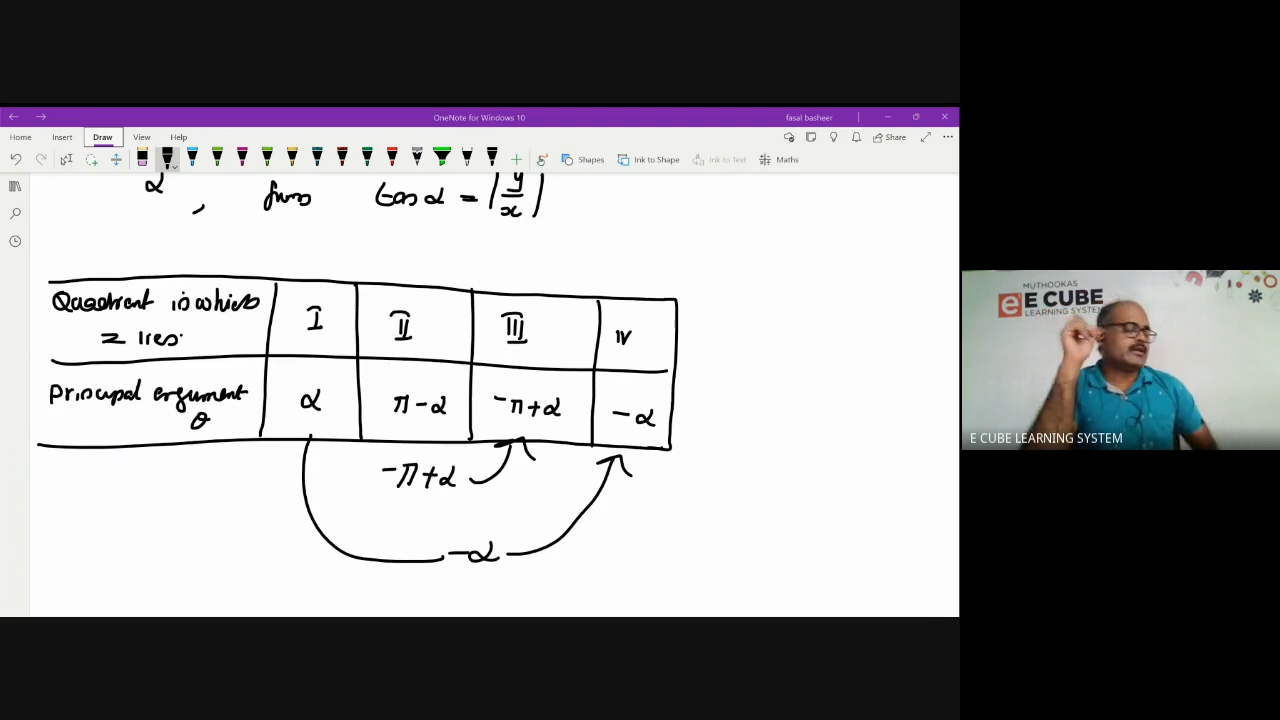 OneNote for Windows 10
fasal basheer
Home Insert Draw View Help
Share
Shapes Ink to Shape Ink to Text Maths
α , from tan α = |y/x|
Quadrant in which z lies
I II III IV
Principal argument θ
α π-α -π+α -α
-π+α
-α
MUTHOOKAS
e E CUBE
LEARNING SYSTEM
E CUBE LEARNING SYSTEM